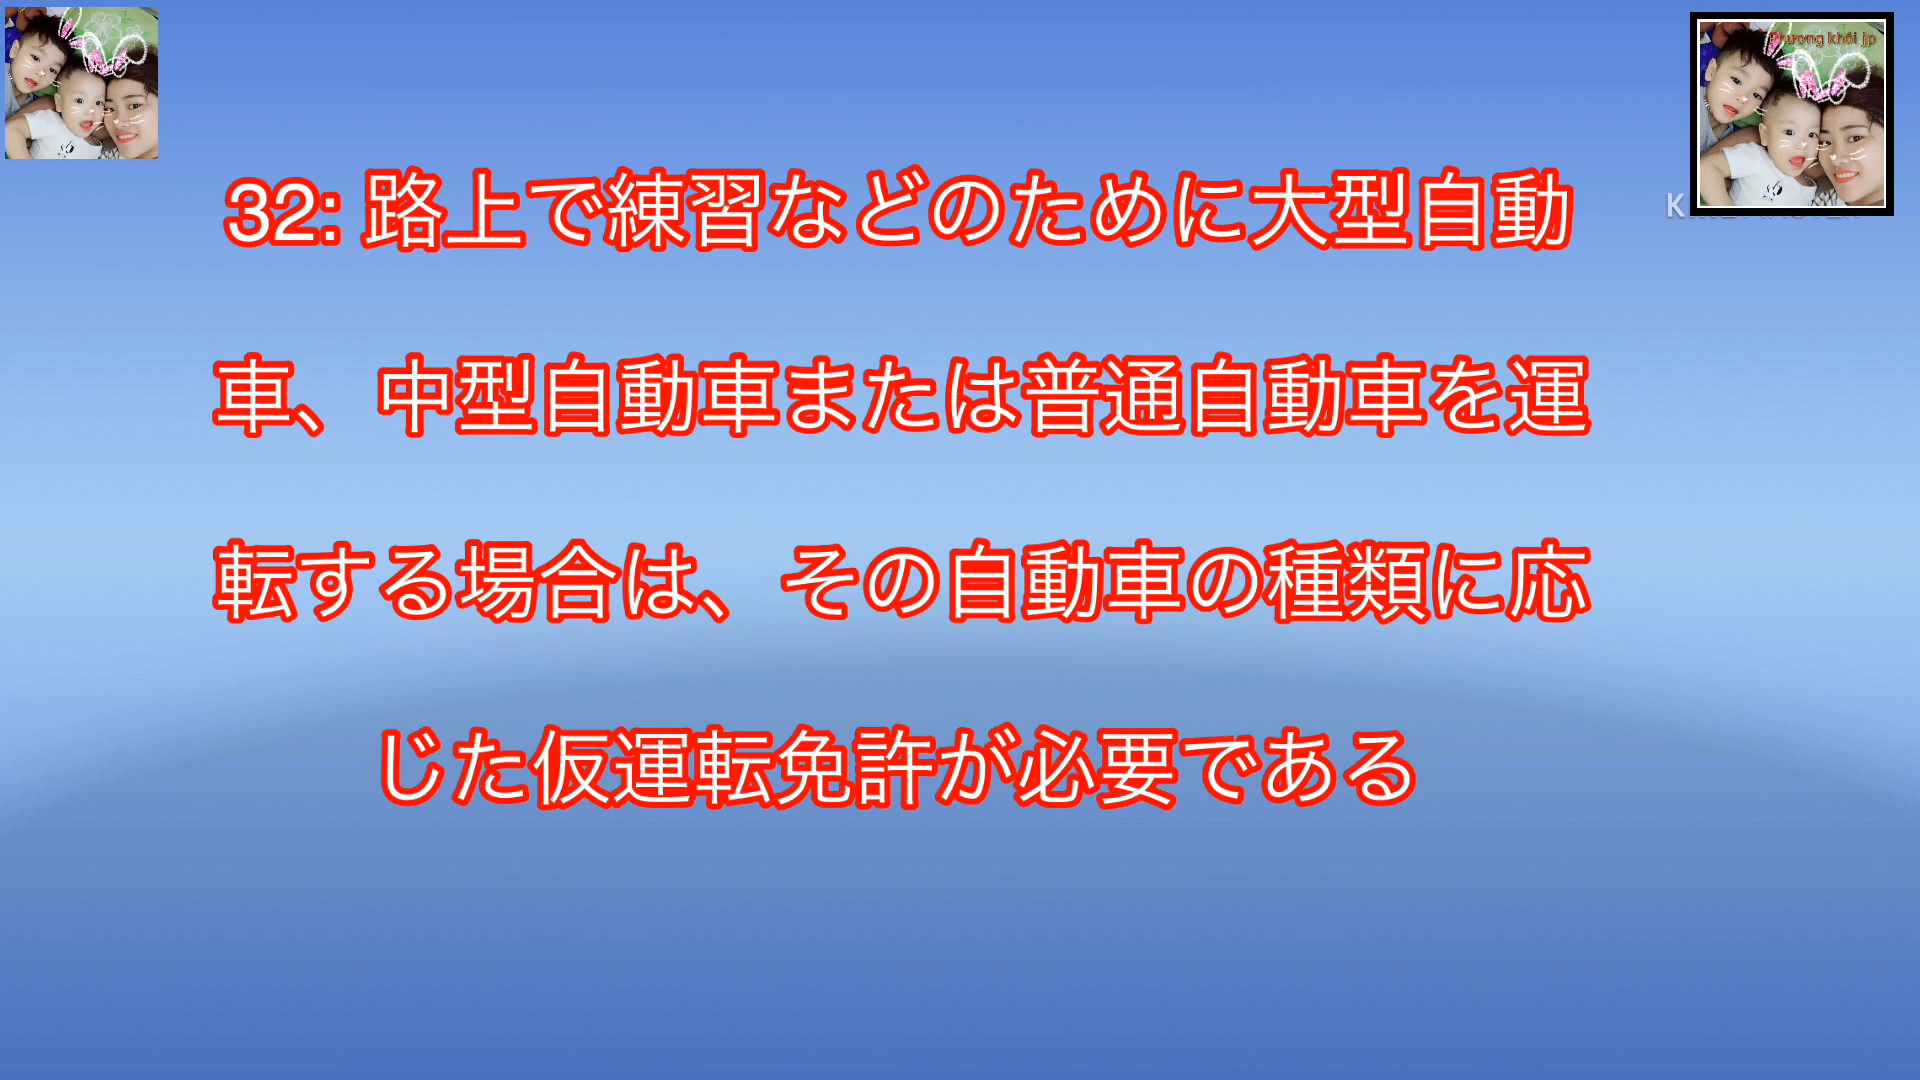 Phương khôi jp
32: 路上で練習などのために大型自動
車、中型自動車または普通自動車を運
転する場合は、その自動車の種類に応
じた仮運転免許が必要である